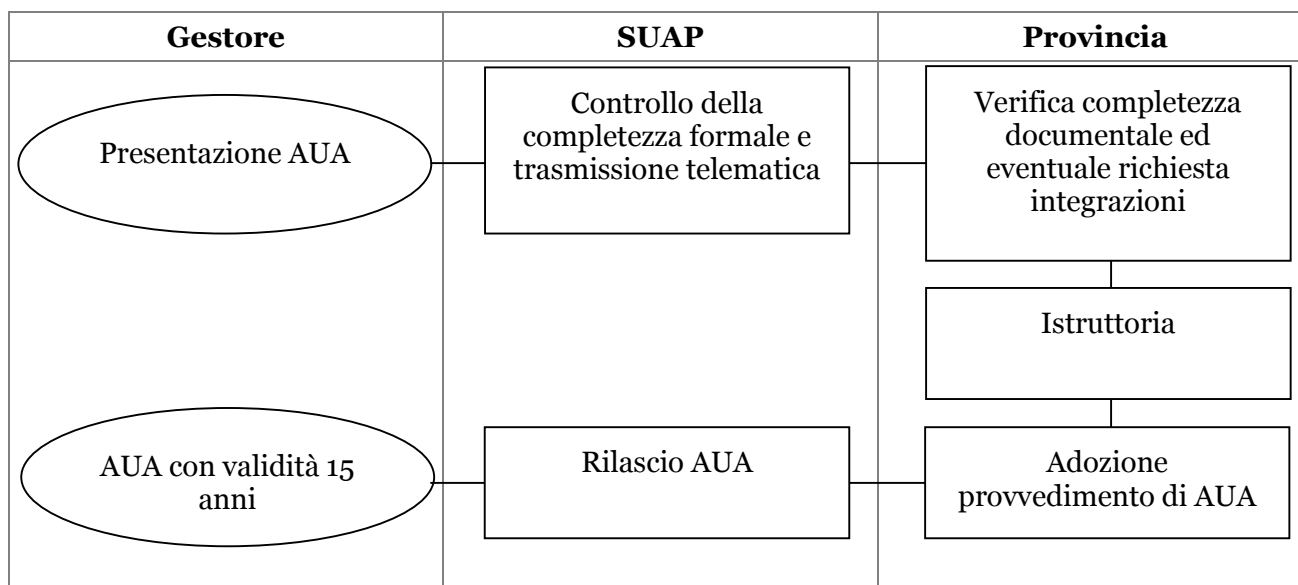 Gestore
SUAP
Provincia
Presentazione AUA
Controllo della
completezza formale e
trasmissione telematica
Verifica completezza
documentale ed
eventuale richiesta
integrazioni
Istruttoria
AUA con validità 15
anni
Rilascio AUA
Adozione
provvedimento di AUA